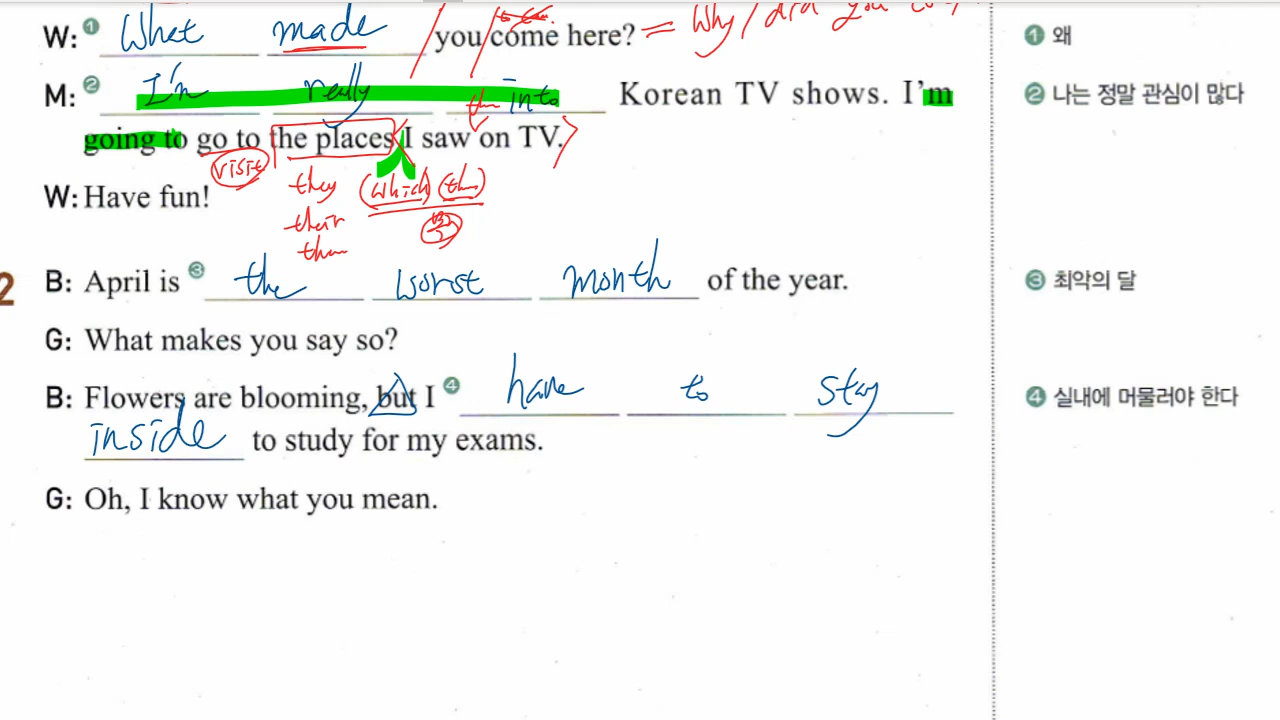 W: ❶ What made you come here? = Why / did you co ❶ 왜
M: ❷ I'm really into Korean TV shows. I'm ❷ 나는 정말 관심이 많다
going to go to the places I saw on TV.
visit they (which) (that)
W: Have fun! their
them
2 B: April is ❸ the worst month of the year. ❸ 최악의 달
G: What makes you say so?
B: Flowers are blooming, but I ❹ have to stay ❹ 실내에 머물러야 한다
inside to study for my exams.
G: Oh, I know what you mean.